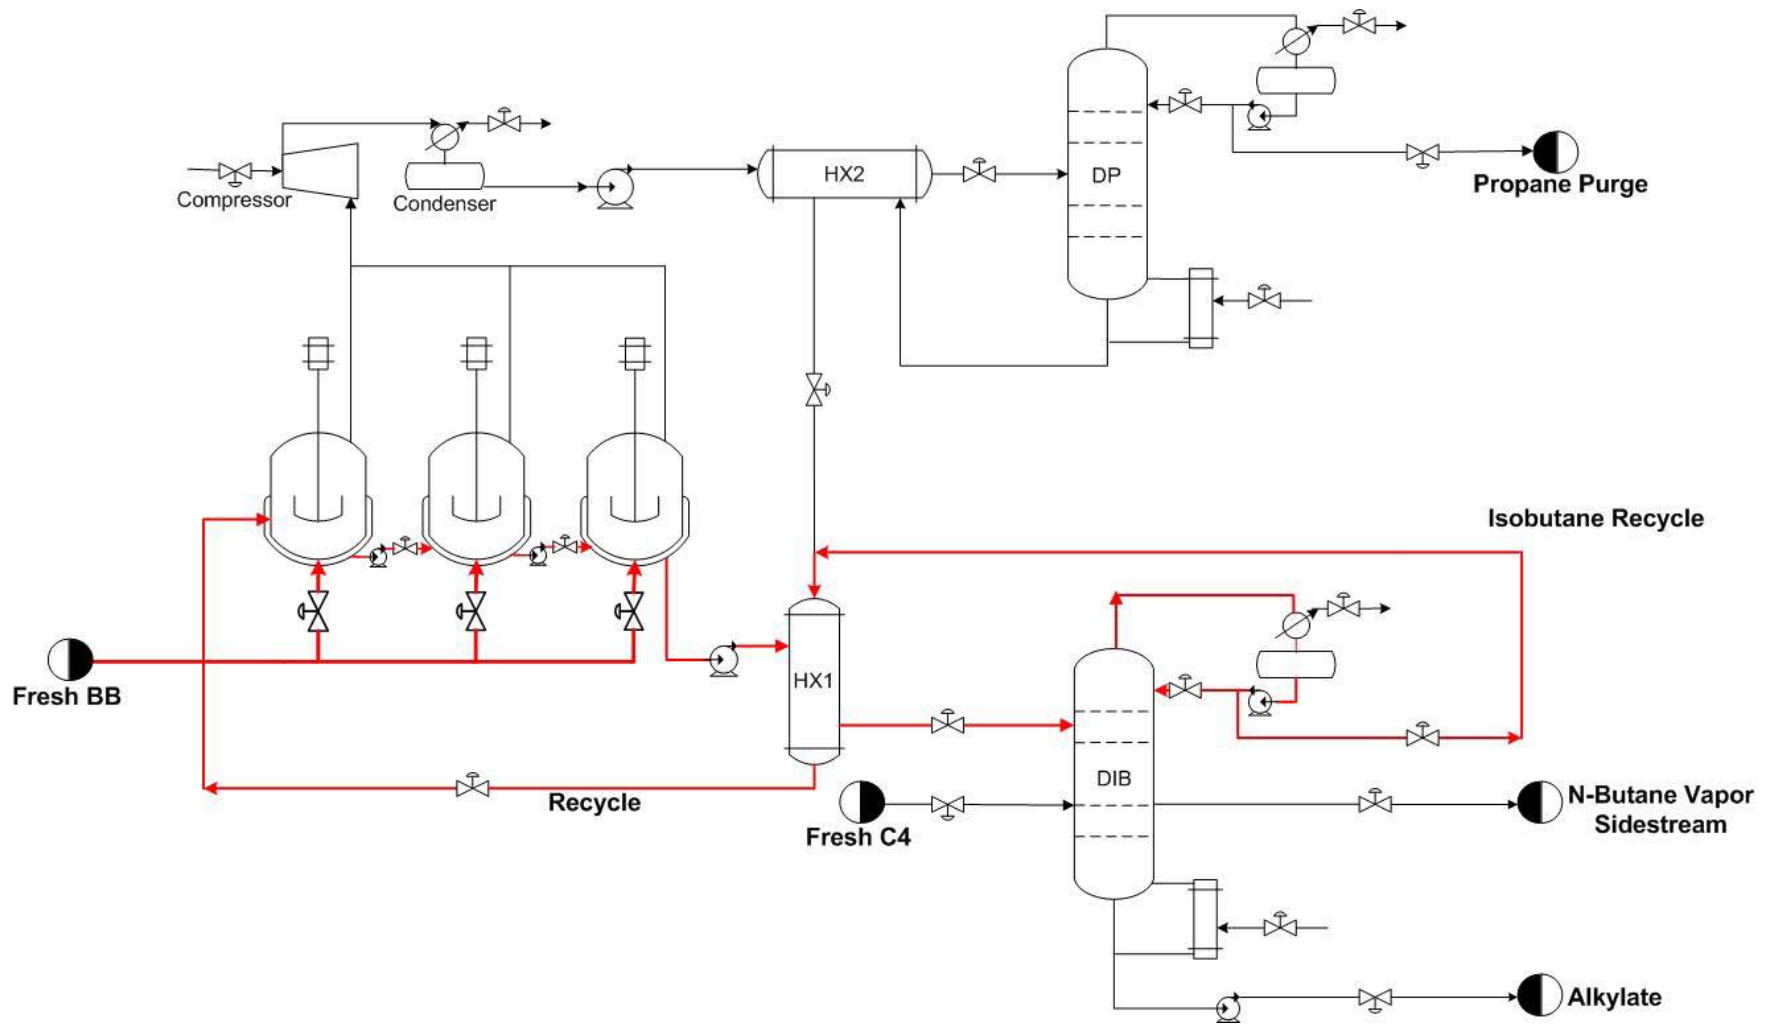 HX2
DP
Propane Purge
Compressor
Condenser
Isobutane Recycle
Fresh BB
HX1
DIB
Recycle
Fresh C4
N-Butane Vapor
Sidestream
Alkylate